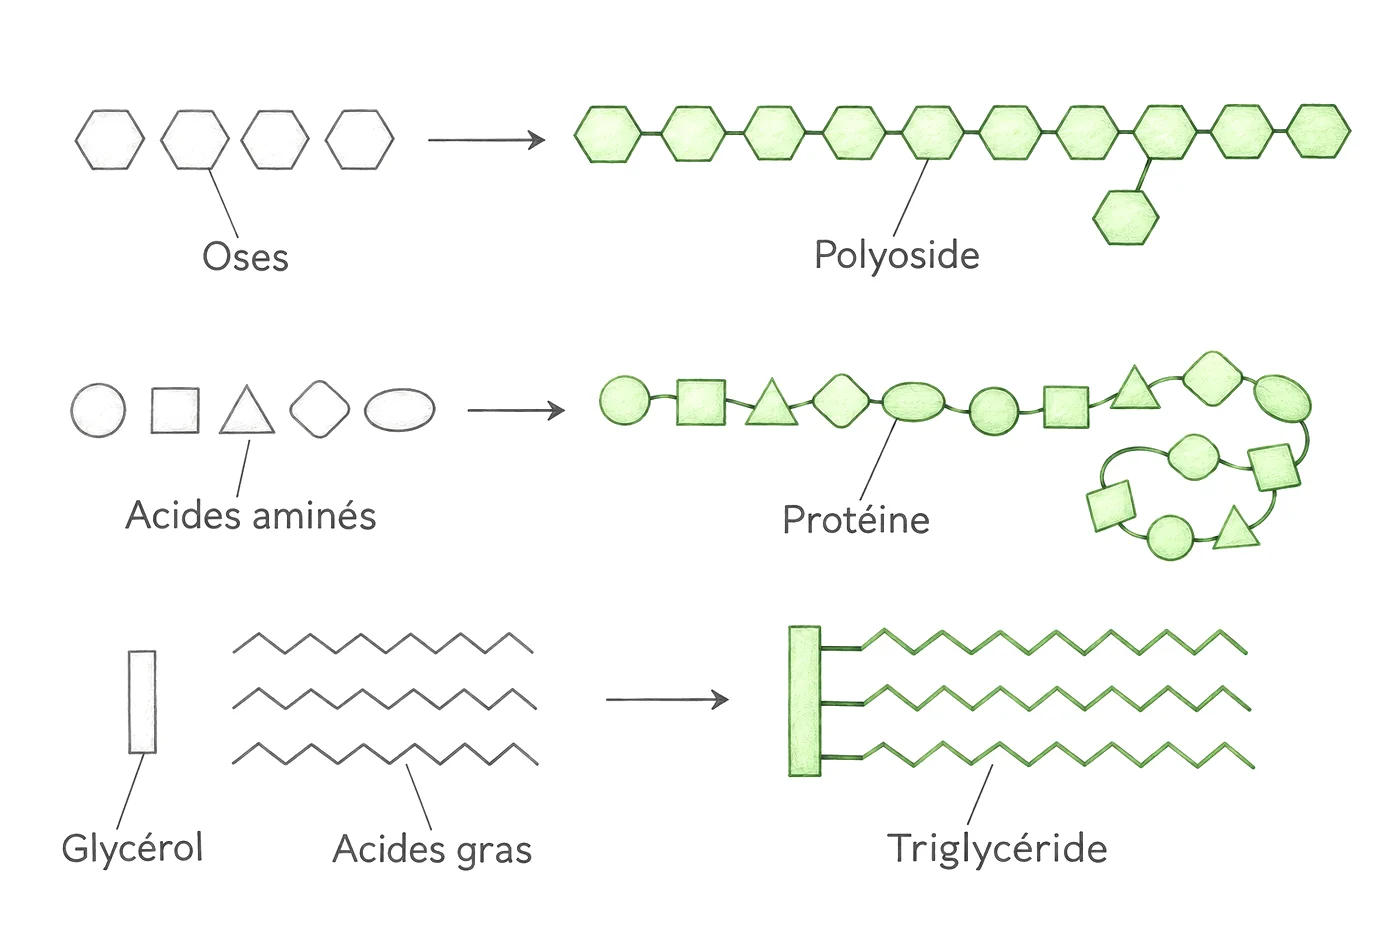 Oses
Polyoside
Acides aminés
Protéine
Glycérol
Acides gras
Triglycéride